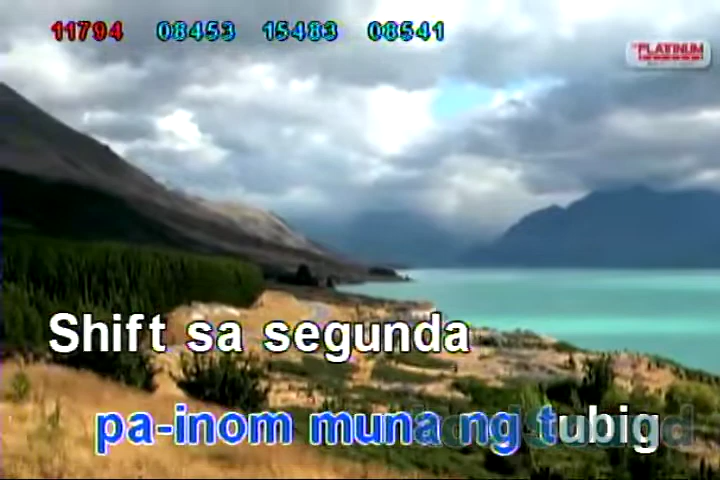 11794 08453 15483 08541
PLATINUM
Shift sa segunda
pa-inom muna ng tubig